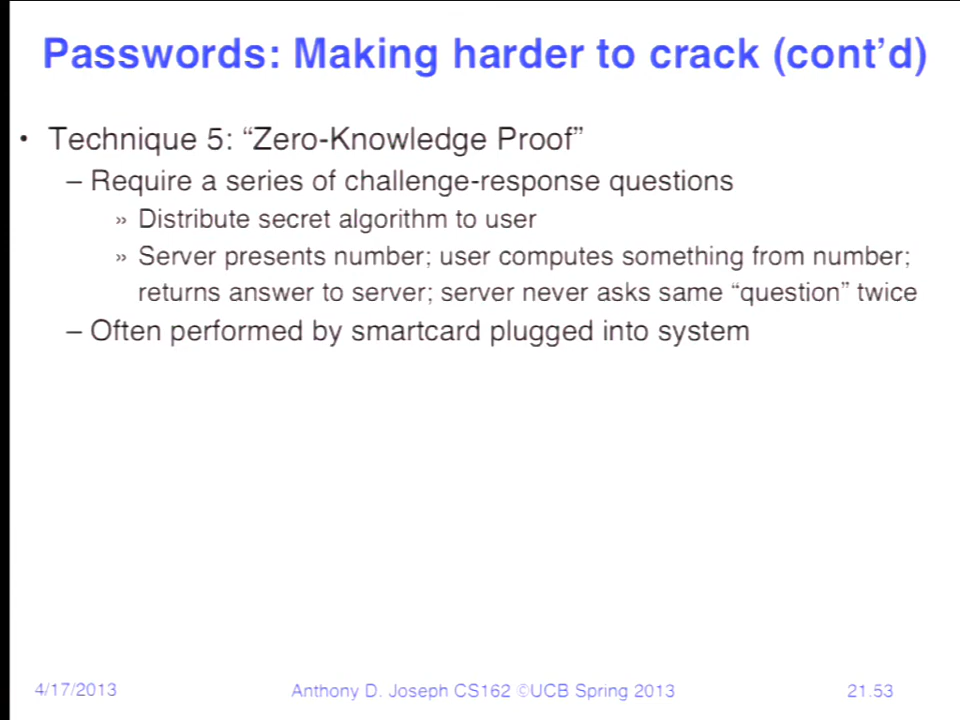 Passwords: Making harder to crack (cont’d)
• Technique 5: “Zero-Knowledge Proof”
– Require a series of challenge-response questions
» Distribute secret algorithm to user
» Server presents number; user computes something from number;
returns answer to server; server never asks same “question” twice
– Often performed by smartcard plugged into system
4/17/2013 Anthony D. Joseph CS162 ©UCB Spring 2013 21.53